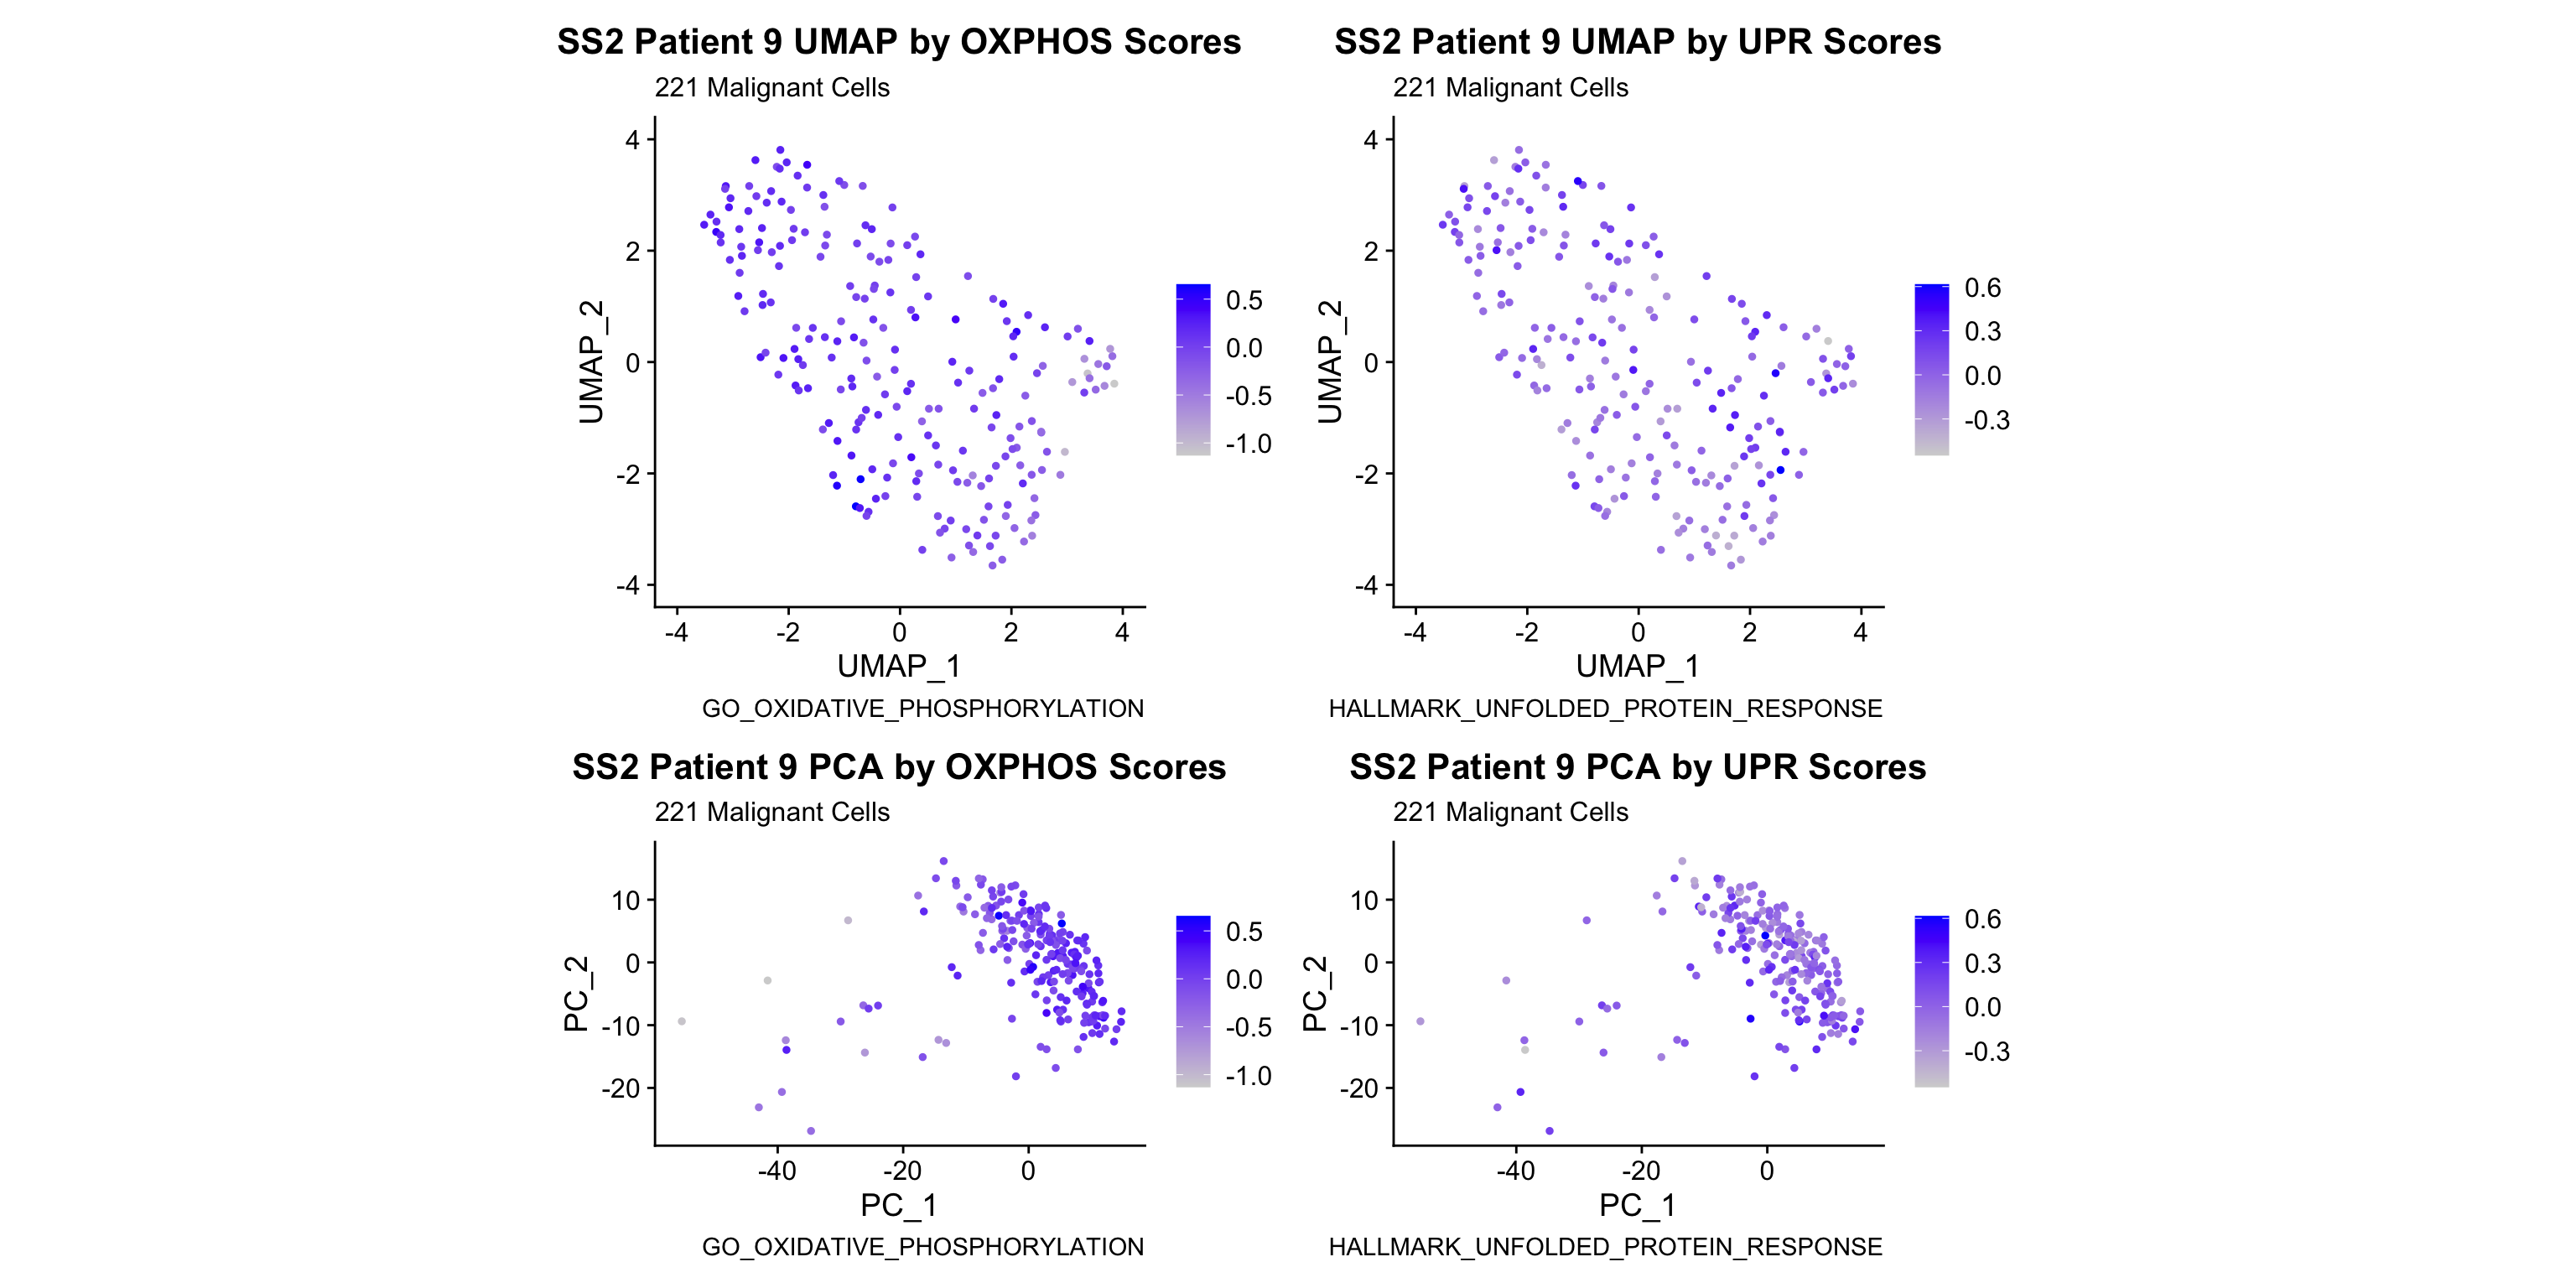 SS2 Patient 9 UMAP by OXPHOS Scores
221 Malignant Cells
4
2
0
-2
-4
UMAP_2
-4 -2 0 2 4
UMAP_1
0.5
0.0
-0.5
-1.0
GO_OXIDATIVE_PHOSPHORYLATION
SS2 Patient 9 UMAP by UPR Scores
221 Malignant Cells
4
2
0
-2
-4
UMAP_2
-4 -2 0 2 4
UMAP_1
0.6
0.3
0.0
-0.3
HALLMARK_UNFOLDED_PROTEIN_RESPONSE
SS2 Patient 9 PCA by OXPHOS Scores
221 Malignant Cells
10
0
-10
-20
PC_2
-40 -20 0
PC_1
0.5
0.0
-0.5
-1.0
GO_OXIDATIVE_PHOSPHORYLATION
SS2 Patient 9 PCA by UPR Scores
221 Malignant Cells
10
0
-10
-20
PC_2
-40 -20 0
PC_1
0.6
0.3
0.0
-0.3
HALLMARK_UNFOLDED_PROTEIN_RESPONSE